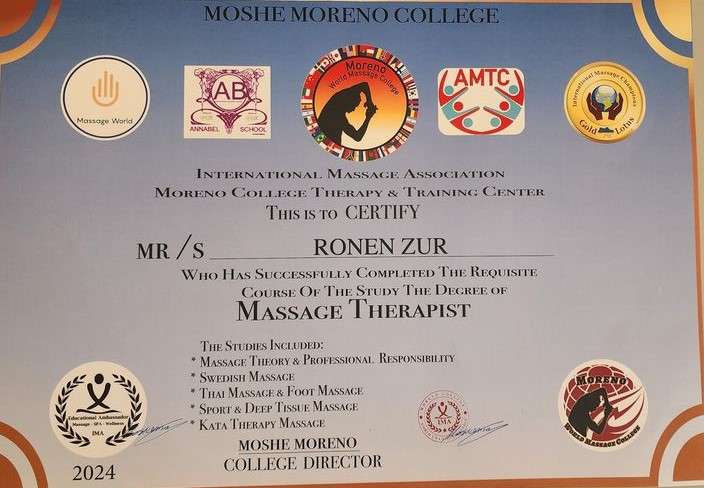 MOSHE MORENO COLLEGE
Massage World
AB
ANNABEL SCHOOL
Moreno
World Massage College
AMTC
International Massage Champions
Gold Lotus
INTERNATIONAL MASSAGE ASSOCIATION
MORENO COLLEGE THERAPY & TRAINING CENTER
THIS IS TO CERTIFY
MR/S RONEN ZUR
WHO HAS SUCCESSFULLY COMPLETED THE REQUISITE
COURSE OF THE STUDY THE DEGREE OF
MASSAGE THERAPIST
THE STUDIES INCLUDED:
* MASSAGE THEORY & PROFESSIONAL RESPONSIBILITY
* SWEDISH MASSAGE
* THAI MASSAGE & FOOT MASSAGE
* SPORT & DEEP TISSUE MASSAGE
* KATA THERAPY MASSAGE
Educational Ambassador
Massage - SPA - Wellness
IMA
IMA
MORENO
WORLD MASSAGE COLLEGE
MOSHE MORENO
COLLEGE DIRECTOR
2024